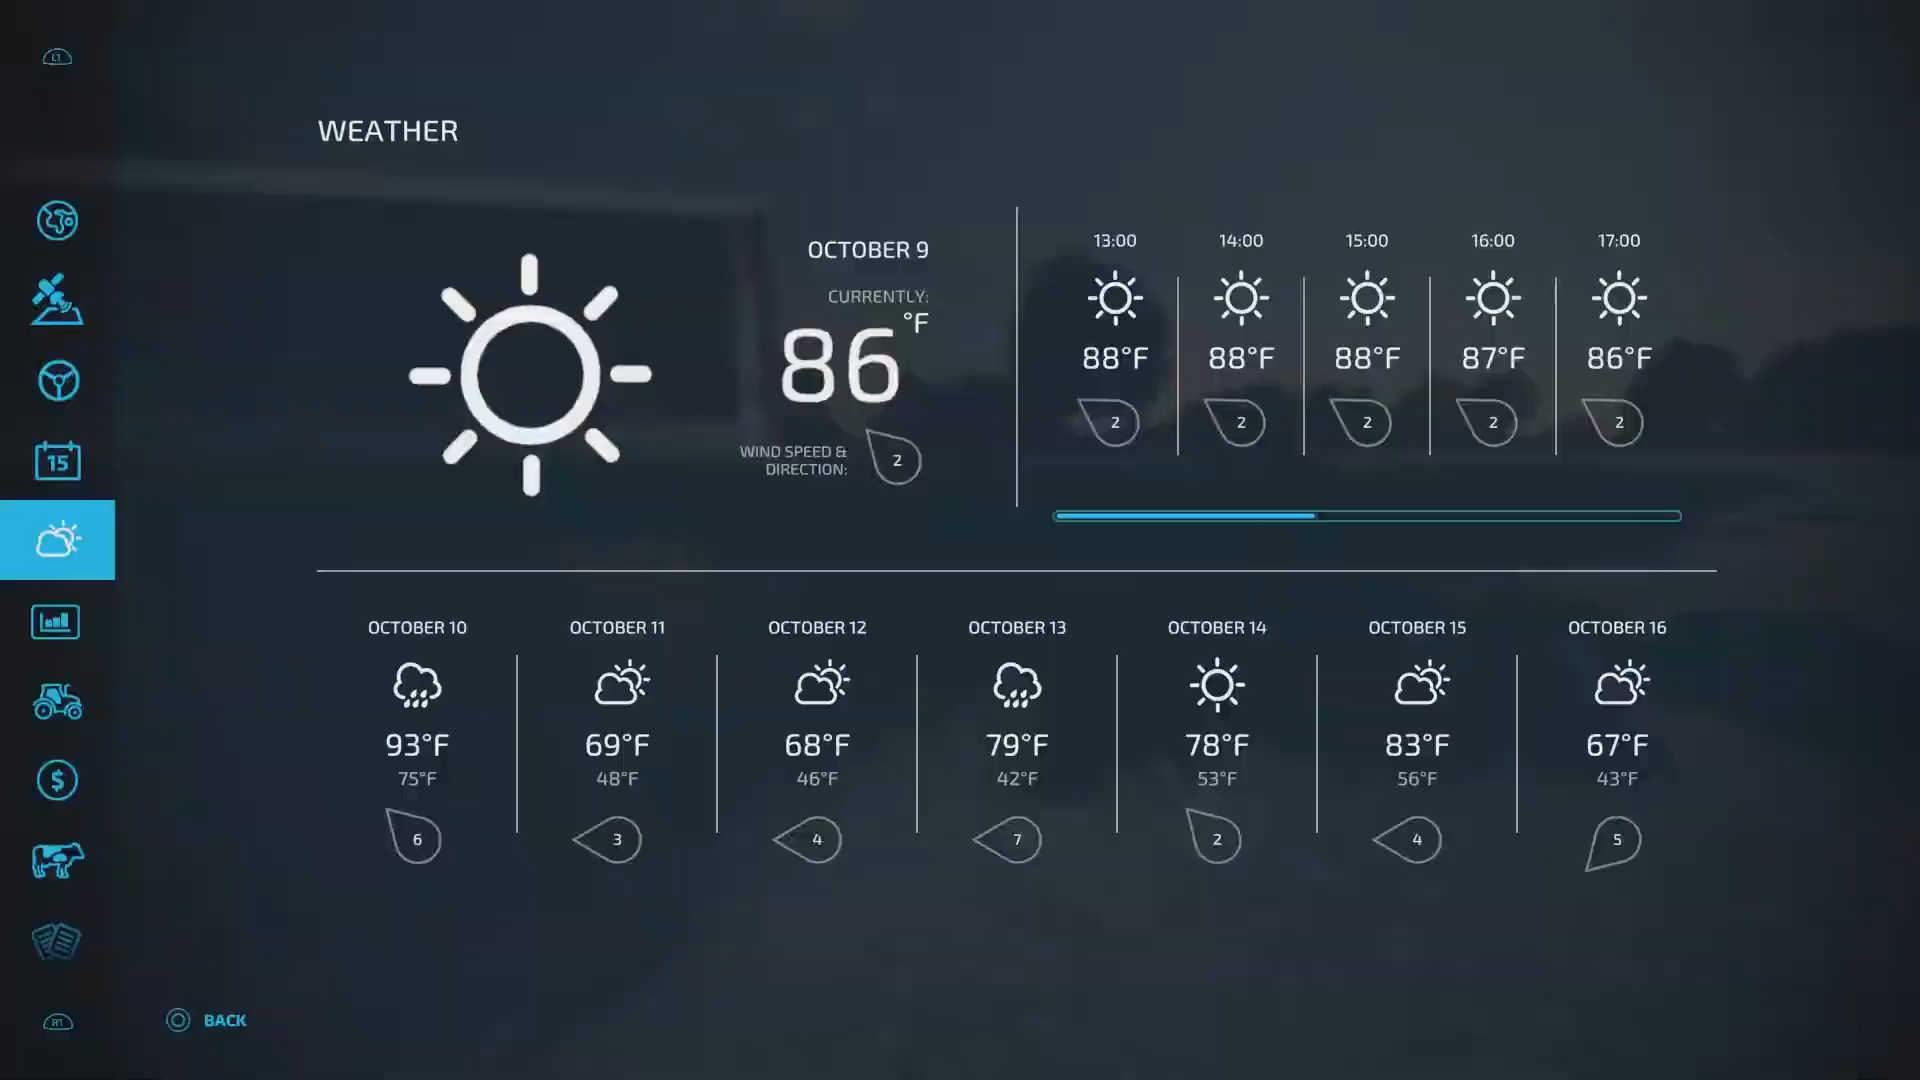 L1
WEATHER
OCTOBER 9
CURRENTLY:
86 °F
WIND SPEED &
DIRECTION:
2
13:00 14:00 15:00 16:00 17:00
88°F 88°F 88°F 87°F 86°F
2 2 2 2 2
15
$
OCTOBER 10 OCTOBER 11 OCTOBER 12 OCTOBER 13 OCTOBER 14 OCTOBER 15 OCTOBER 16
93°F 69°F 68°F 79°F 78°F 83°F 67°F
75°F 48°F 46°F 42°F 53°F 56°F 43°F
6 3 4 7 2 4 5
R1
BACK